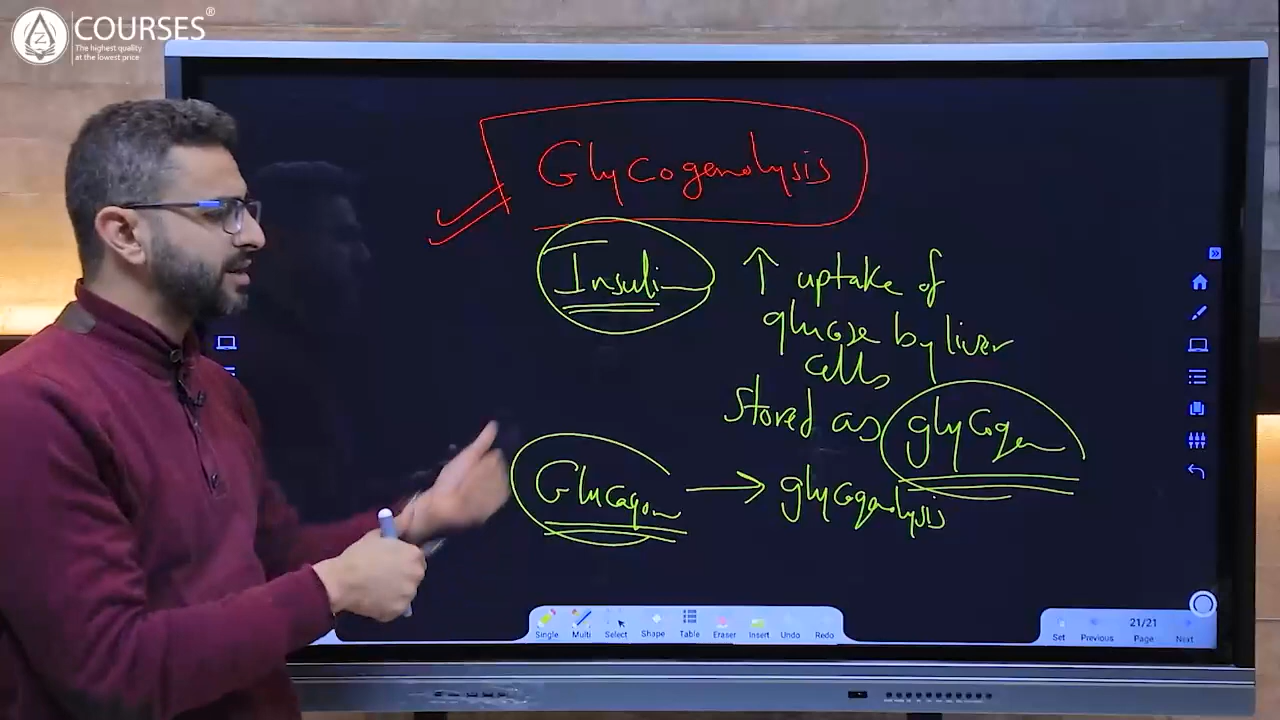 COURSES®
The highest quality
at the lowest price
Glycogenolysis
Insulin ↑ uptake of
glucose by liver
cells
Stored as glycogen
Glucagon → glycogenolysis
Single Multi Select Shape Table Eraser Insert Undo Redo
21/21
Set Previous Page Next